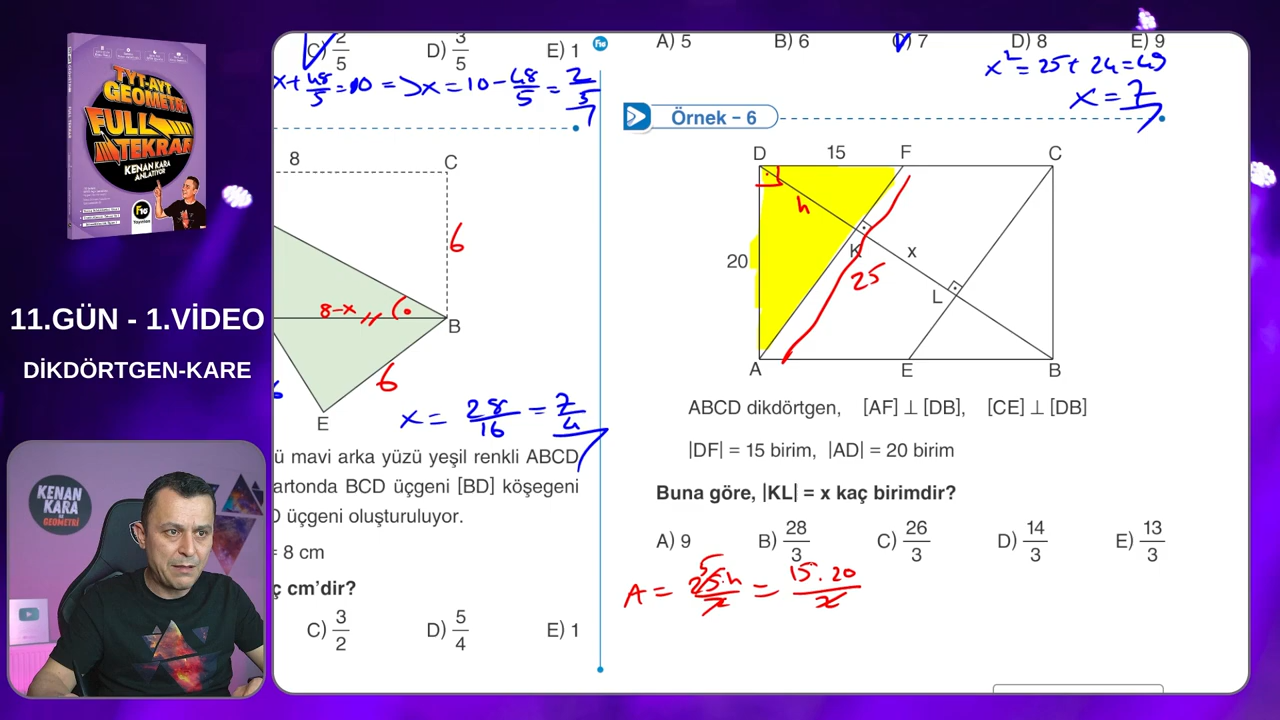 TYT-AYT
GEOMETRİ
FULL
TEKRAR
KENAN KARA
ANLATIYOR
F10
Yayınları
11.GÜN - 1.VİDEO
DİKDÖRTGEN-KARE
KENAN
KARA
GEOMETRİ
C) 2/5 D) 3/5 E) 1
x + 48/5 = 10 => x = 10 - 48/5 = 2/5
8
C
6
8-x
B
6
E
x = 28/16 = 7/4
ü mavi arka yüzü yeşil renkli ABCD
artonda BCD üçgeni [BD] köşegeni
üçgeni oluşturuluyor.
= 8 cm
ç cm'dir?
C) 3/2 D) 5/4 E) 1
F10
A) 5 B) 6 C) 7 D) 8 E) 9
x² = 25 + 24 = 49
x = 7
Örnek – 6
D 15 F C
h
20 K x
25
L
A E B
ABCD dikdörtgen, [AF] ⊥ [DB], [CE] ⊥ [DB]
|DF| = 15 birim, |AD| = 20 birim
Buna göre, |KL| = x kaç birimdir?
A) 9 B) 28/3 C) 26/3 D) 14/3 E) 13/3
5
A = 25.h/2 = 15.20/2